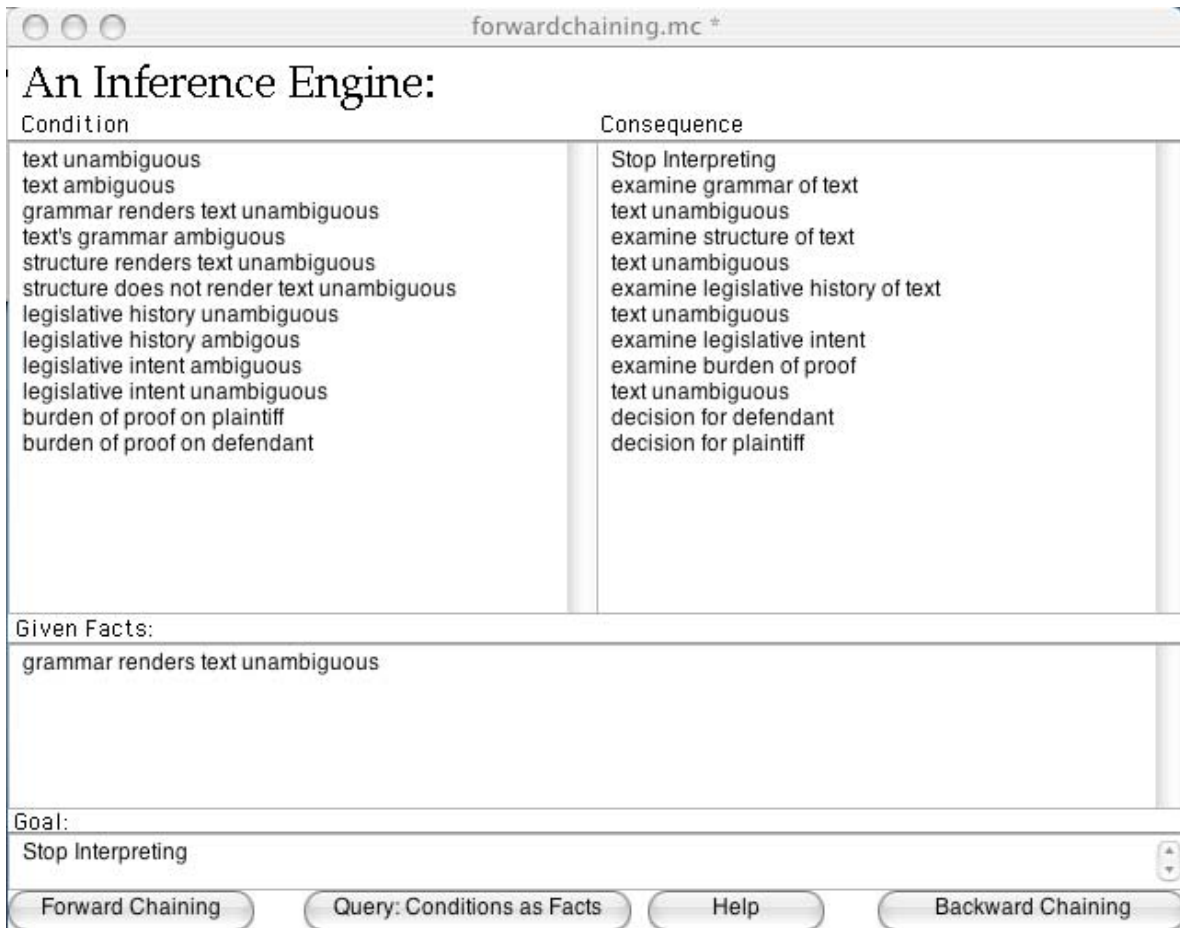 forwardchaining.mc *
An Inference Engine:
Condition
Consequence
text unambiguous
text ambiguous
grammar renders text unambiguous
text's grammar ambiguous
structure renders text unambiguous
structure does not render text unambiguous
legislative history unambiguous
legislative history ambigous
legislative intent ambiguous
legislative intent unambiguous
burden of proof on plaintiff
burden of proof on defendant
Stop Interpreting
examine grammar of text
text unambiguous
examine structure of text
text unambiguous
examine legislative history of text
text unambiguous
examine legislative intent
examine burden of proof
text unambiguous
decision for defendant
decision for plaintiff
Given Facts:
grammar renders text unambiguous
Goal:
Stop Interpreting
Forward Chaining
Query: Conditions as Facts
Help
Backward Chaining